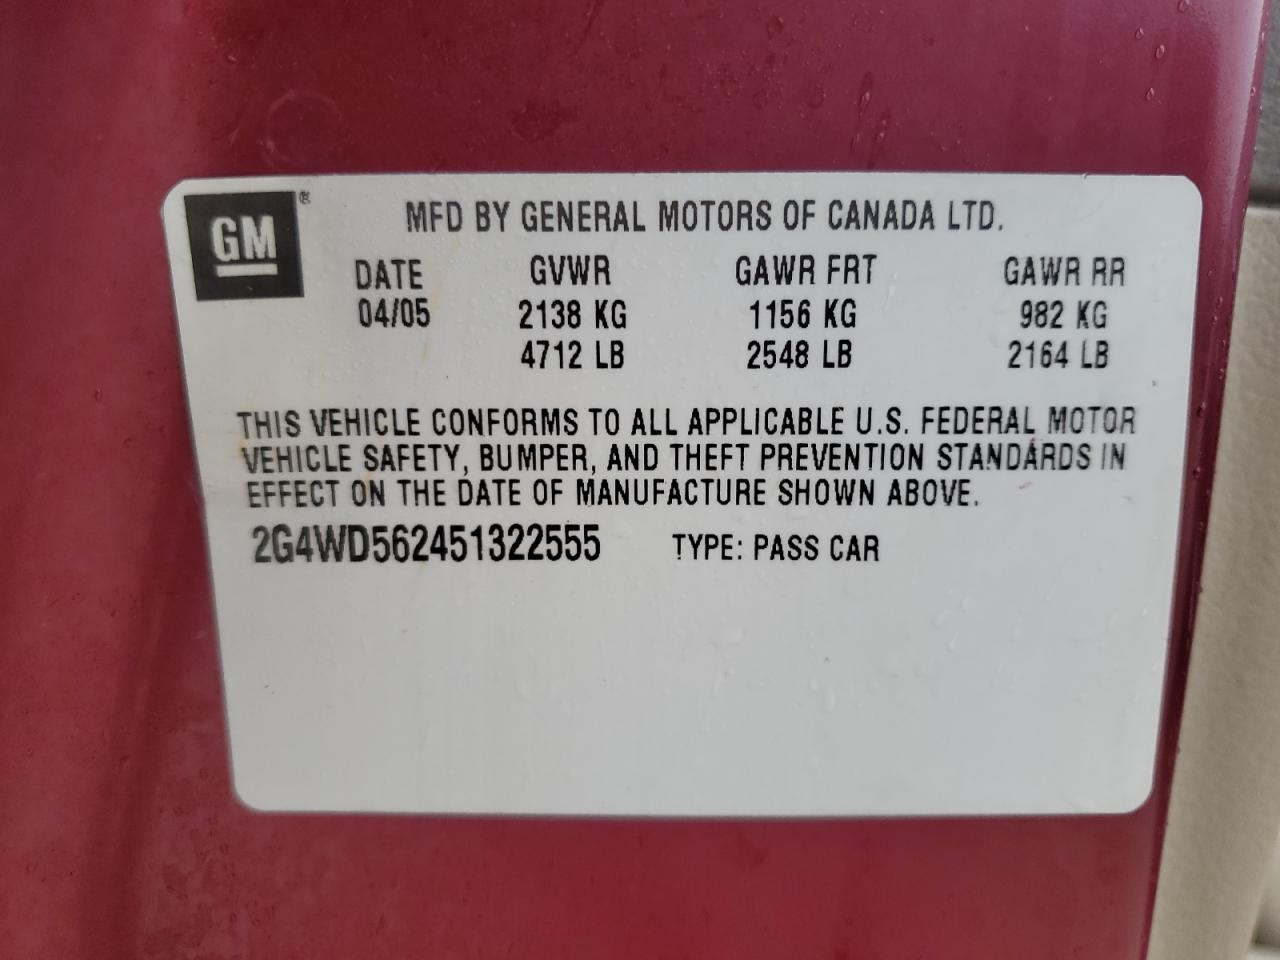 GM®
MFD BY GENERAL MOTORS OF CANADA LTD.
DATE GVWR GAWR FRT GAWR RR
04/05 2138 KG 1156 KG 982 KG
4712 LB 2548 LB 2164 LB
THIS VEHICLE CONFORMS TO ALL APPLICABLE U.S. FEDERAL MOTOR
VEHICLE SAFETY, BUMPER, AND THEFT PREVENTION STANDARDS IN
EFFECT ON THE DATE OF MANUFACTURE SHOWN ABOVE.
2G4WD562451322555 TYPE: PASS CAR